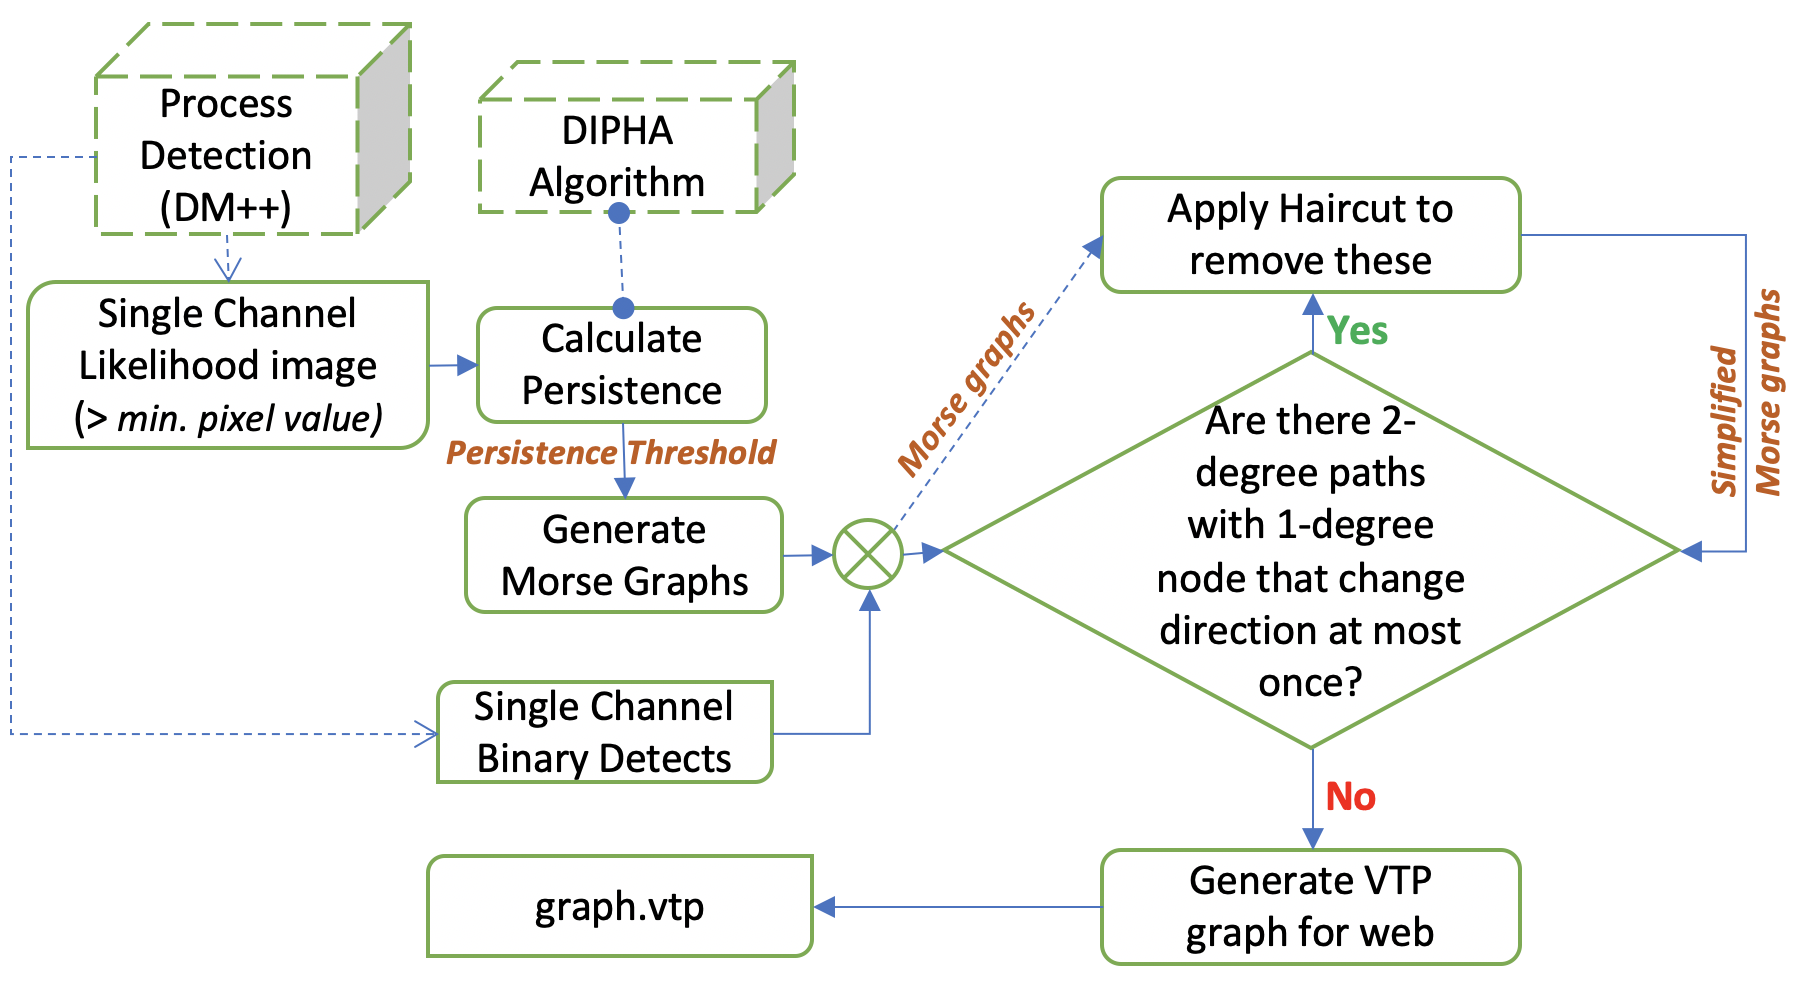 Process
Detection
(DM++)
DIPHA
Algorithm
Single Channel
Likelihood image
(> min. pixel value)
Calculate
Persistence
Persistence Threshold
Generate
Morse Graphs
Single Channel
Binary Detects
Morse graphs
Apply Haircut to
remove these
Yes
Simplified
Morse graphs
Are there 2-
degree paths
with 1-degree
node that change
direction at most
once?
No
Generate VTP
graph for web
graph.vtp